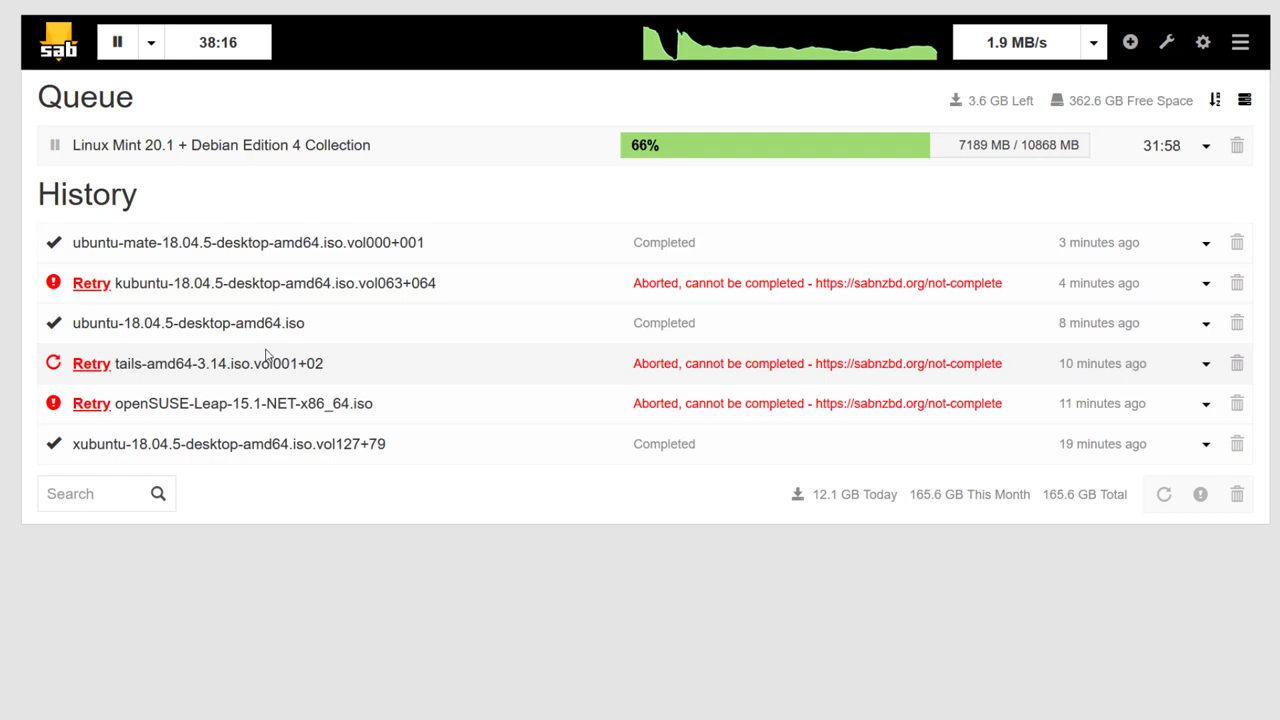 sab 38:16 1.9 MB/s
Queue 3.6 GB Left 362.6 GB Free Space
Linux Mint 20.1 + Debian Edition 4 Collection 66% 7189 MB / 10868 MB 31:58
History
ubuntu-mate-18.04.5-desktop-amd64.iso.vol000+001 Completed 3 minutes ago
Retry kubuntu-18.04.5-desktop-amd64.iso.vol063+064 Aborted, cannot be completed - https://sabnzbd.org/not-complete 4 minutes ago
ubuntu-18.04.5-desktop-amd64.iso Completed 8 minutes ago
Retry tails-amd64-3.14.iso.vol001+02 Aborted, cannot be completed - https://sabnzbd.org/not-complete 10 minutes ago
Retry openSUSE-Leap-15.1-NET-x86_64.iso Aborted, cannot be completed - https://sabnzbd.org/not-complete 11 minutes ago
xubuntu-18.04.5-desktop-amd64.iso.vol127+79 Completed 19 minutes ago
Search 12.1 GB Today 165.6 GB This Month 165.6 GB Total